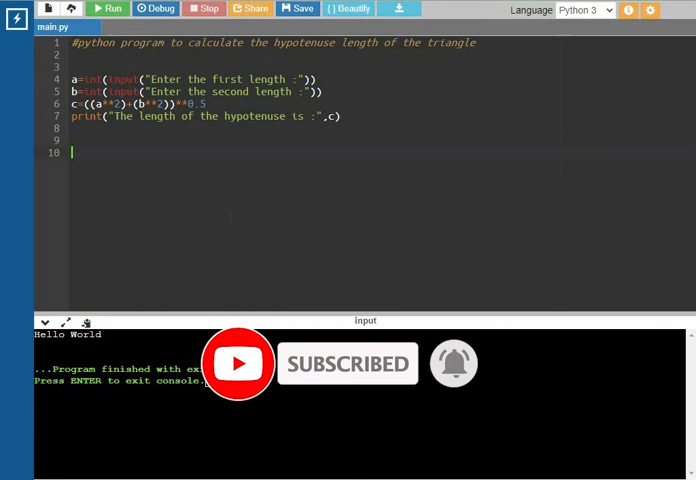 Run Debug Stop Share Save { } Beautify Language Python 3
main.py
1 #python program to calculate the hypotenuse length of the triangle
2
3
4 a=int(input("Enter the first length :"))
5 b=int(input("Enter the second length :"))
6 c=((a**2)+(b**2))**0.5
7 print("The length of the hypotenuse is :",c)
8
9
10
input
Hello World
...Program finished with
Press ENTER to exit console.
SUBSCRIBED